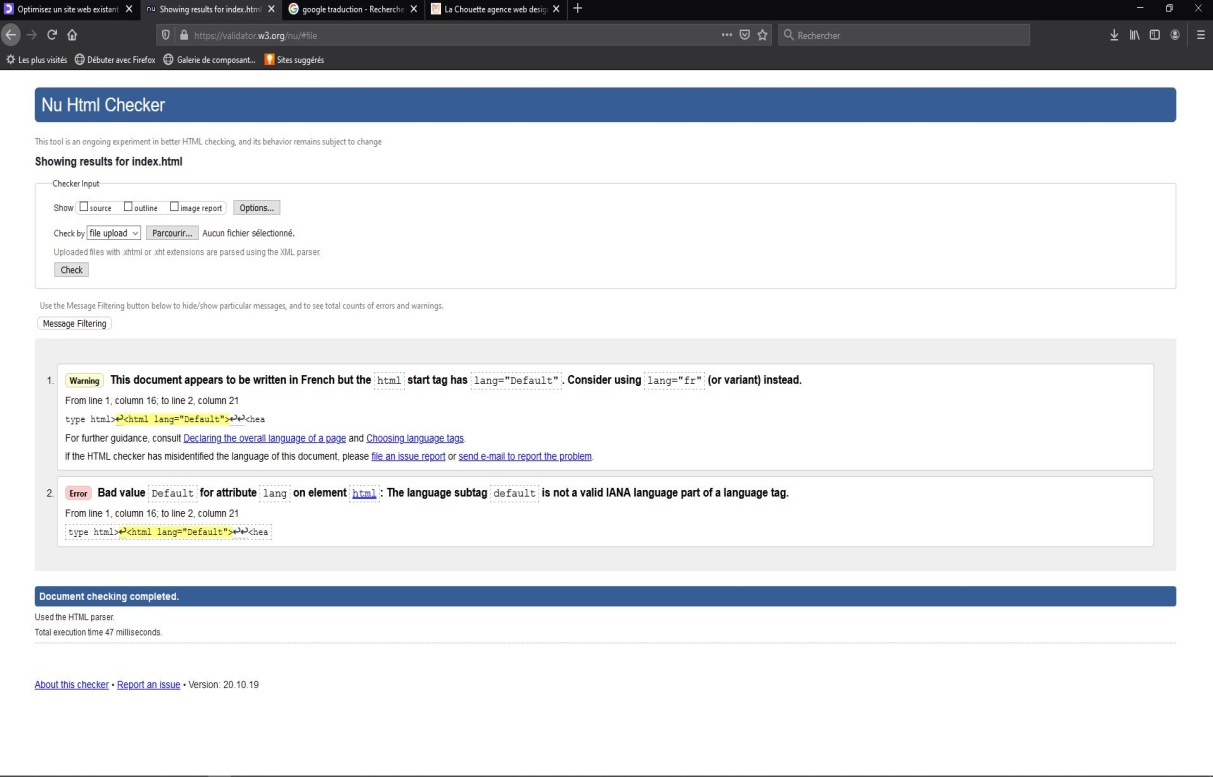 Optimisez un site web existant
Showing results for index.html
google traduction - Recherche
La Chouette agence web design
https://validator.w3.org/nu/#file
Rechercher
Les plus visités
Débuter avec Firefox
Galerie de composant...
Sites suggérés
Nu Html Checker
This tool is an ongoing experiment in better HTML checking, and its behavior remains subject to change
Showing results for index.html
Checker Input
Show source outline image report Options...
Check by file upload Parcourir... Aucun fichier sélectionné.
Uploaded files with .xhtml or .xht extensions are parsed using the XML parser.
Check
Use the Message Filtering button below to hide/show particular messages, and to see total counts of errors and warnings.
Message Filtering
1. Warning This document appears to be written in French but the html start tag has lang="Default". Consider using lang="fr" (or variant) instead.
From line 1, column 16; to line 2, column 21
type html>↩<html lang="Default">↩↩<hea
For further guidance, consult Declaring the overall language of a page and Choosing language tags.
If the HTML checker has misidentified the language of this document, please file an issue report or send e-mail to report the problem.
2. Error Bad value Default for attribute lang on element html: The language subtag default is not a valid IANA language part of a language tag.
From line 1, column 16; to line 2, column 21
type html>↩<html lang="Default">↩↩<hea
Document checking completed.
Used the HTML parser.
Total execution time 47 milliseconds.
About this checker • Report an issue • Version: 20.10.19